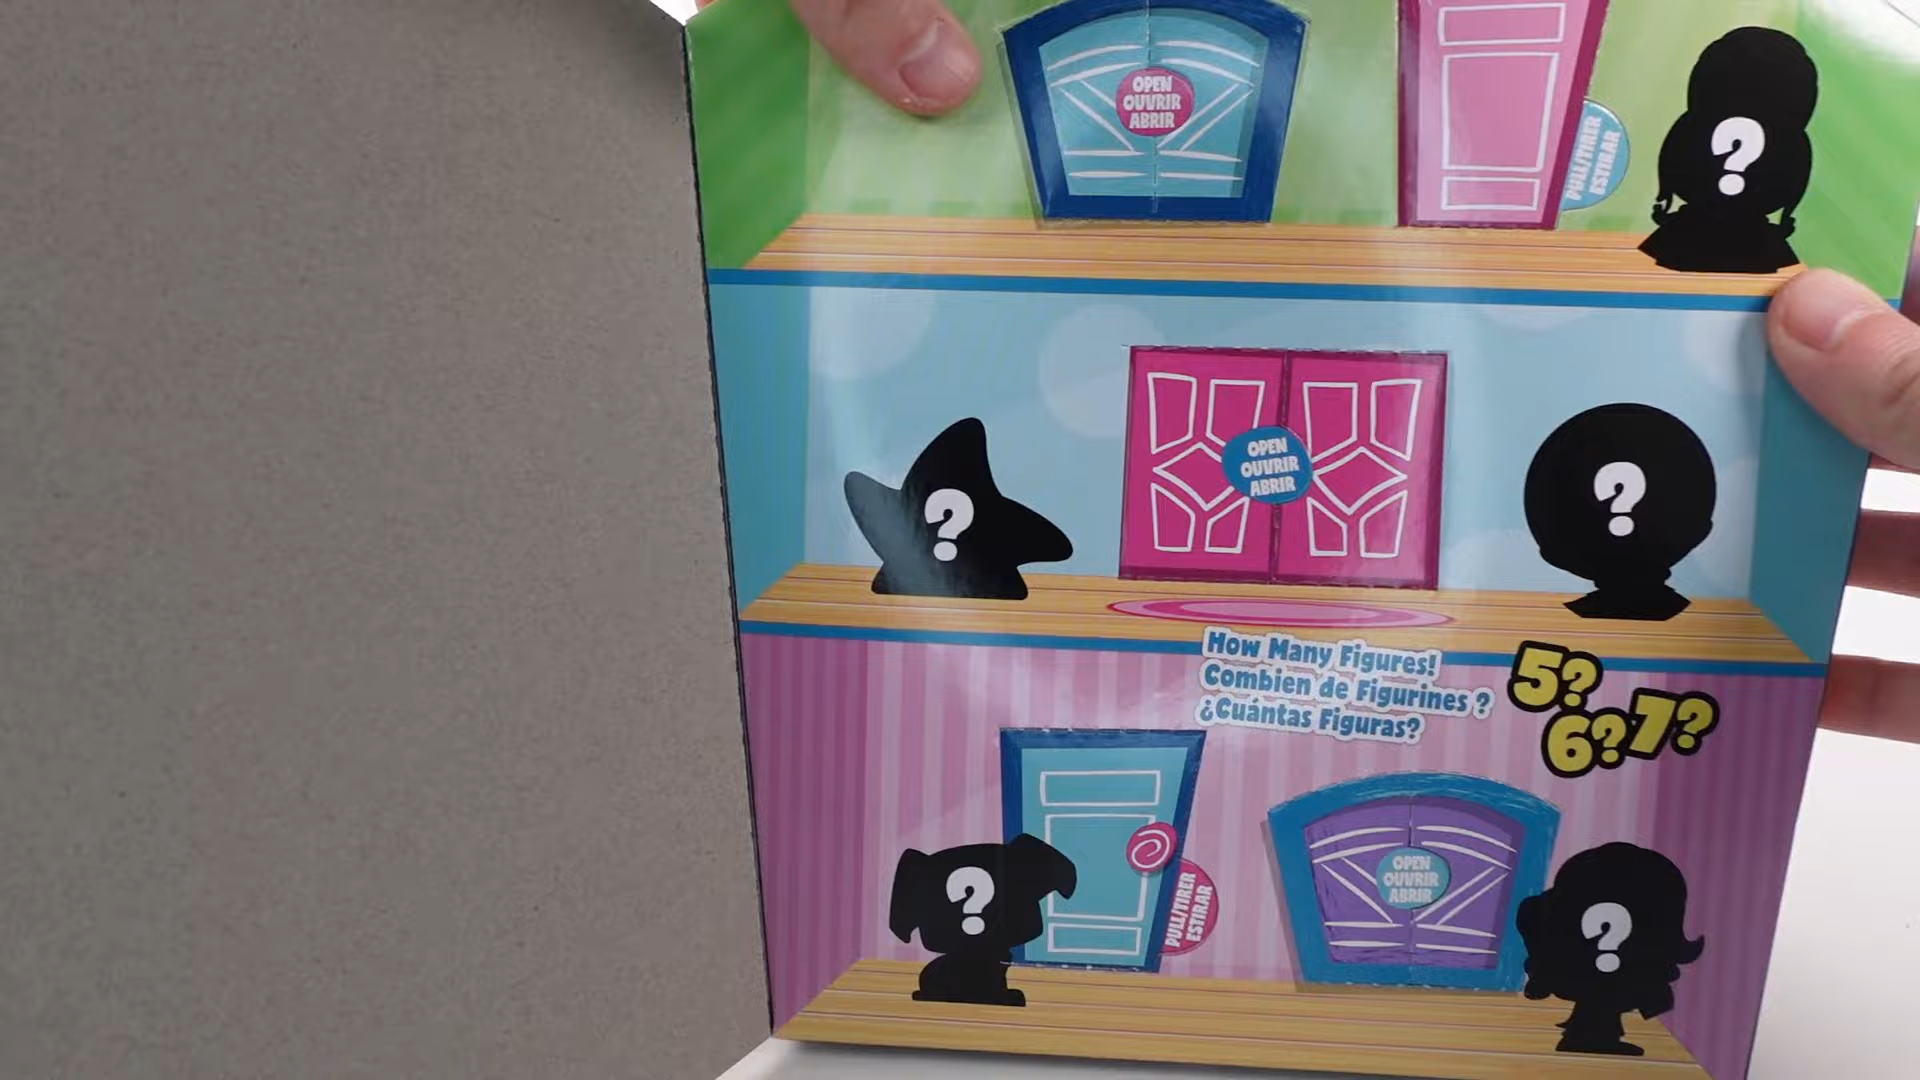 OPEN
OUVRIR
ABRIR
PULL/TIRER
ESTIRAR
?
OPEN
OUVRIR
ABRIR
?
?
How Many Figures!
Combien de Figurines ?
¿Cuántas Figuras?
5?
6?
7?
OPEN
OUVRIR
ABRIR
PULL/TIRER
ESTIRAR
?
?